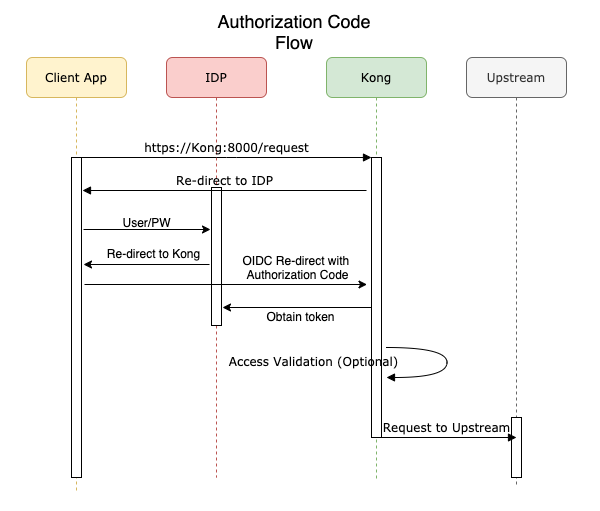 Authorization Code
Flow
Client App
IDP
Kong
Upstream
https://Kong:8000/request
Re-direct to IDP
User/PW
Re-direct to Kong
OIDC Re-direct with
Authorization Code
Obtain token
Access Validation (Optional)
Request to Upstream